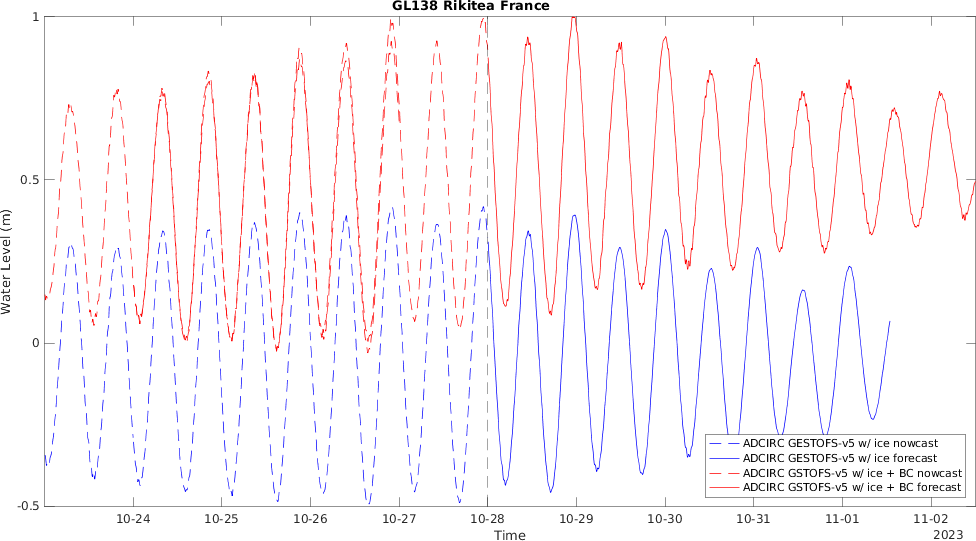 GL138 Rikitea France
1
0.5
0
-0.5
Water Level (m)
ADCIRC GESTOFS-v5 w/ ice nowcast
ADCIRC GESTOFS-v5 w/ ice forecast
ADCIRC GSTOFS-v5 w/ ice + BC nowcast
ADCIRC GSTOFS-v5 w/ ice + BC forecast
10-24 10-25 10-26 10-27 10-28 10-29 10-30 10-31 11-01 11-02
Time
2023